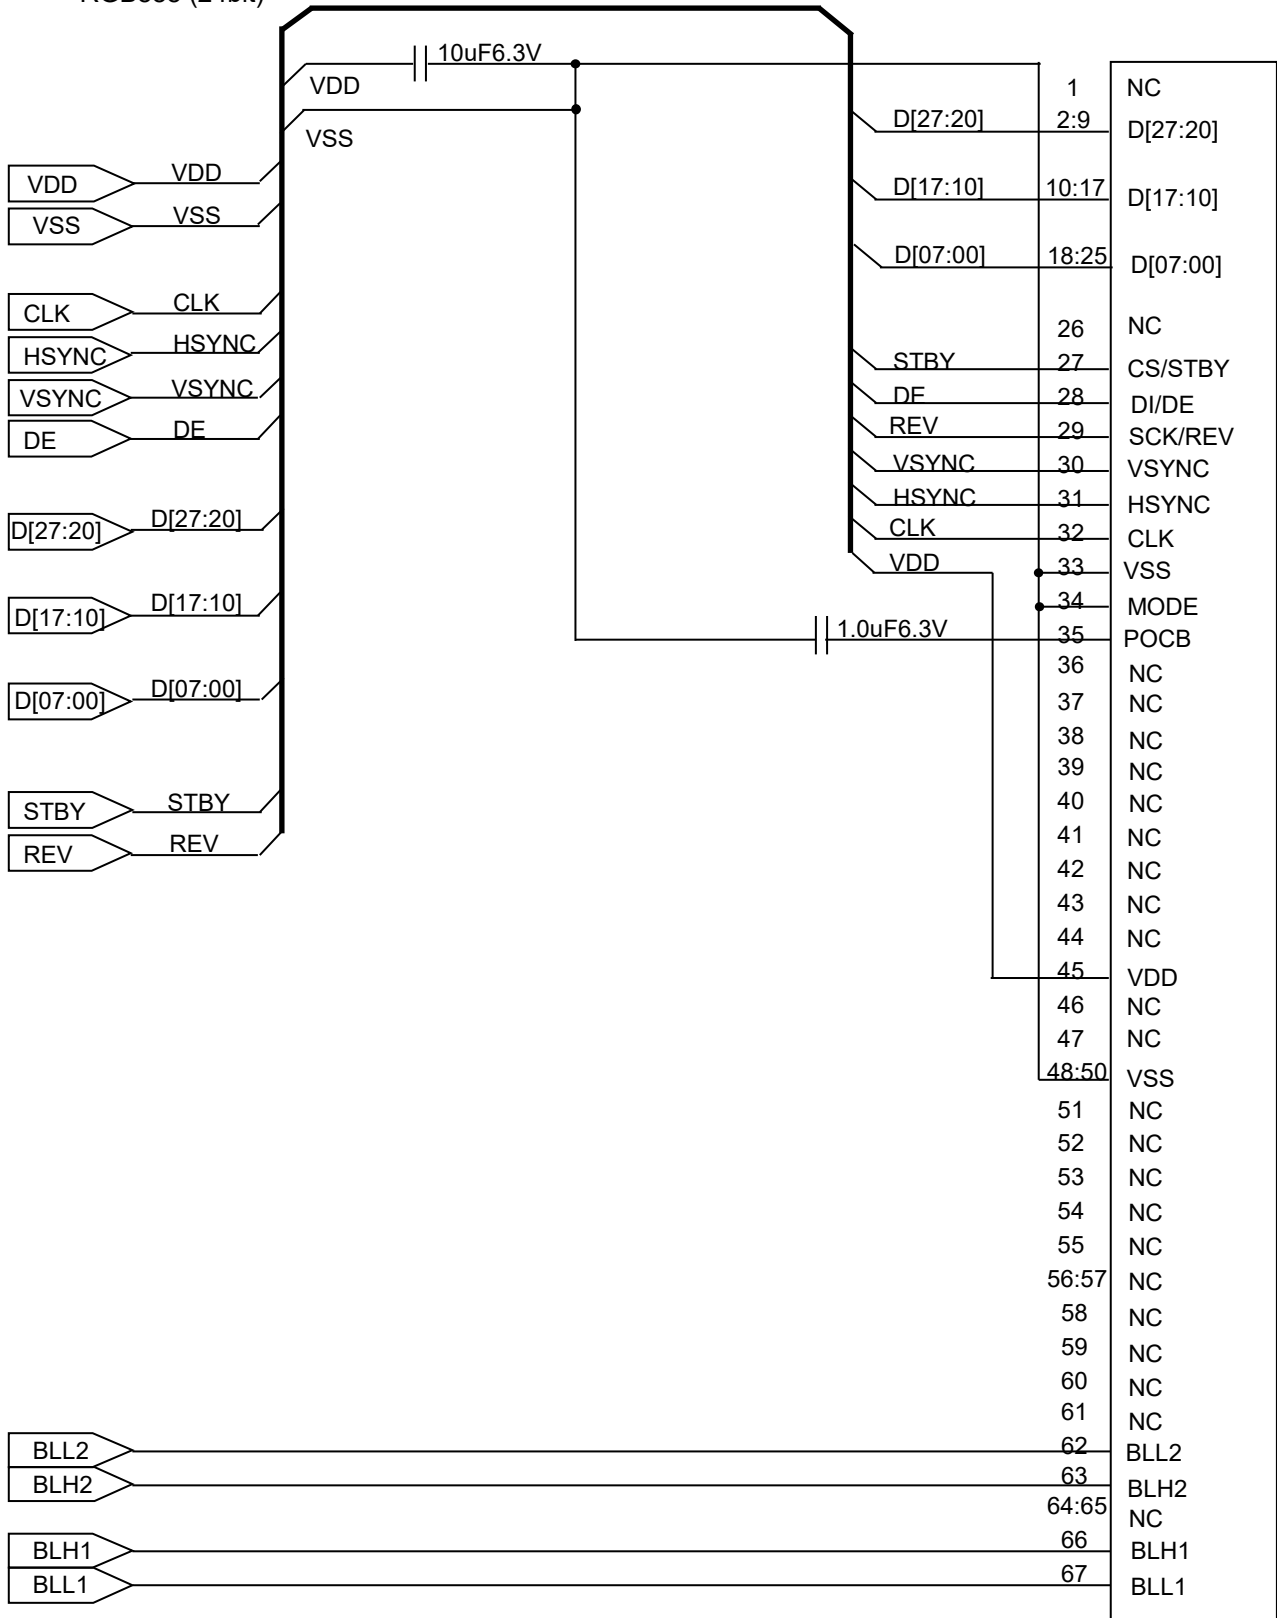 10uF6.3V
VDD
VSS
VDD VDD
VSS VSS
CLK CLK
HSYNC HSYNC
VSYNC VSYNC
DE DE
D[27:20] D[27:20]
D[17:10] D[17:10]
D[07:00] D[07:00]
STBY STBY
REV REV
1 NC
D[27:20] 2:9 D[27:20]
D[17:10] 10:17 D[17:10]
D[07:00] 18:25 D[07:00]
26 NC
STBY 27 CS/STBY
DE 28 DI/DE
REV 29 SCK/REV
VSYNC 30 VSYNC
HSYNC 31 HSYNC
CLK 32 CLK
VDD 33 VSS
34 MODE
1.0uF6.3V 35 POCB
36 NC
37 NC
38 NC
39 NC
40 NC
41 NC
42 NC
43 NC
44 NC
45 VDD
46 NC
47 NC
48:50 VSS
51 NC
52 NC
53 NC
54 NC
55 NC
56:57 NC
58 NC
59 NC
60 NC
61 NC
BLL2 62 BLL2
BLH2 63 BLH2
64:65 NC
BLH1 66 BLH1
BLL1 67 BLL1